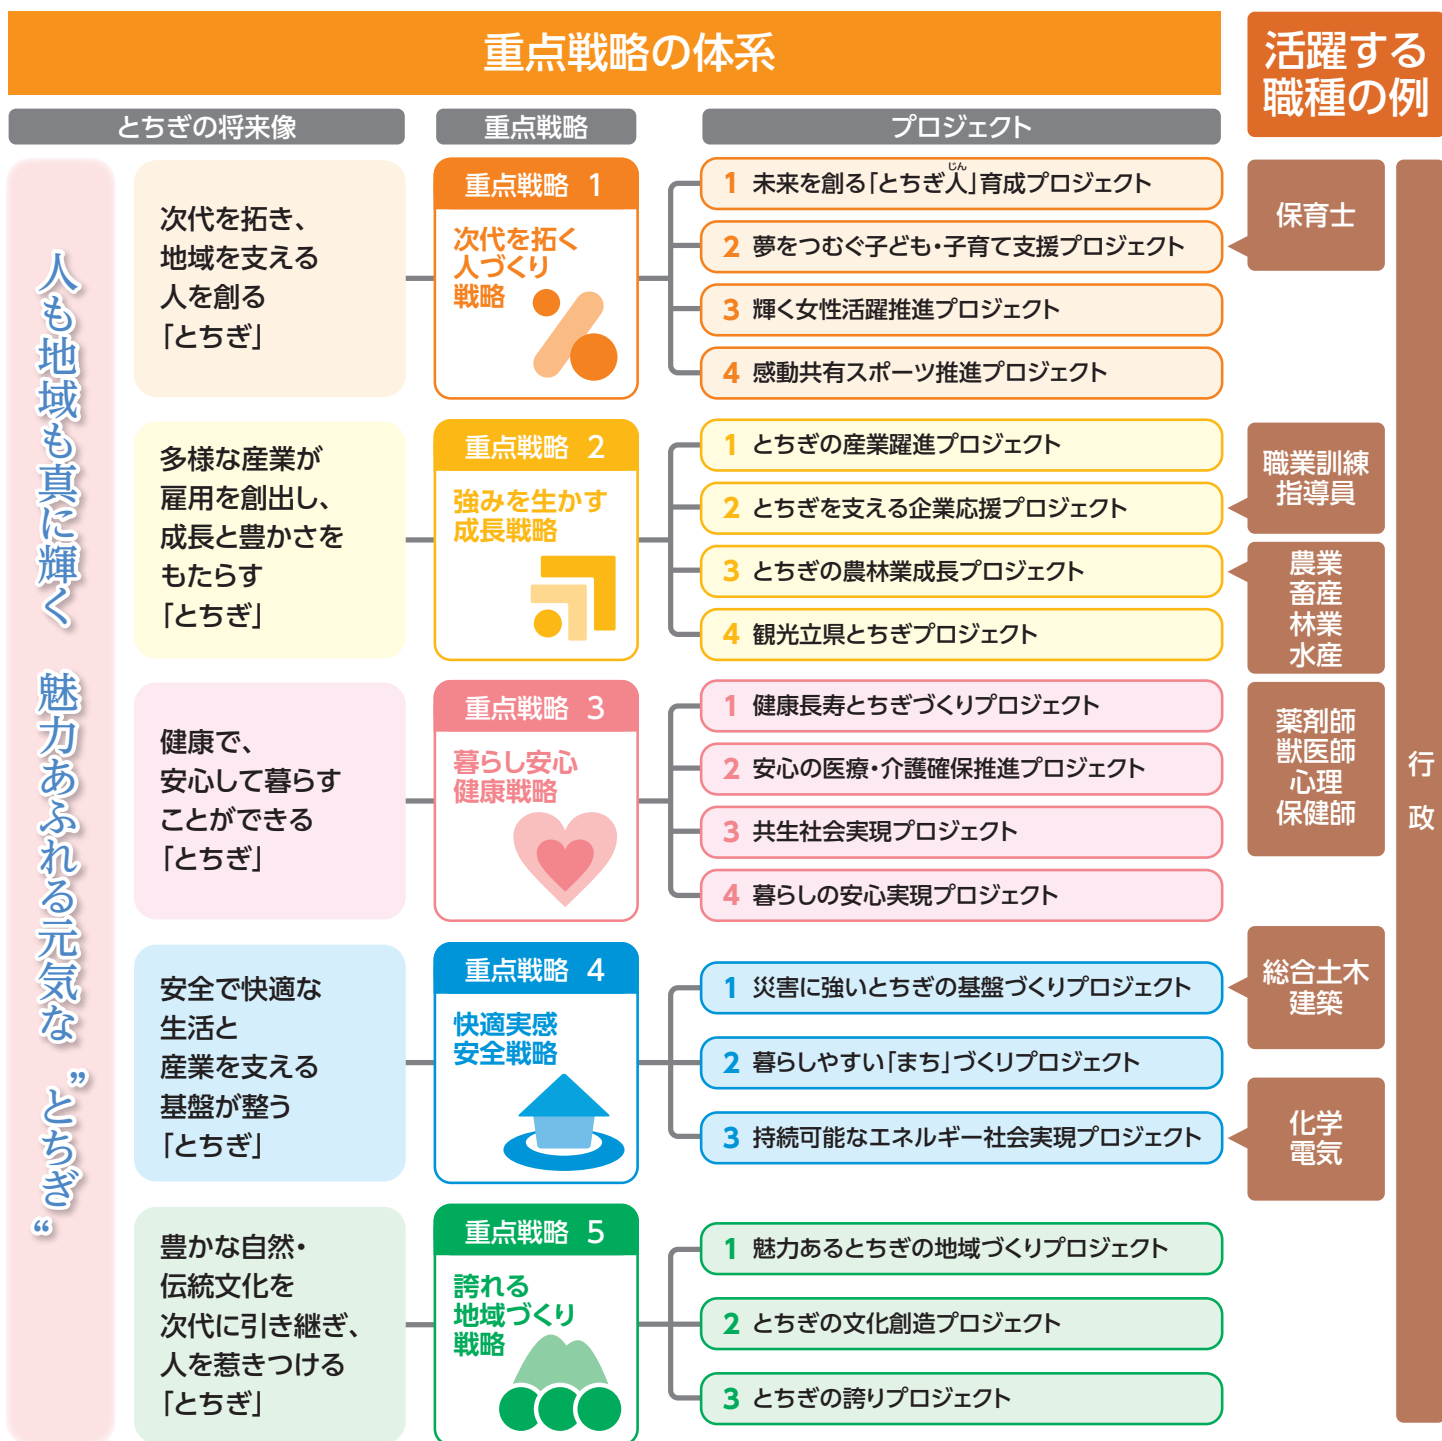 重点戦略の体系
活躍する
職種の例
とちぎの将来像
重点戦略
プロジェクト
人も地域も真に輝く 魅力あふれる元気な ”とちぎ“
次代を拓き、
地域を支える
人を創る
「とちぎ」
重点戦略 1
次代を拓く
人づくり
戦略
じん
1 未来を創る「とちぎ人」育成プロジェクト
2 夢をつむぐ子ども・子育て支援プロジェクト
3 輝く女性活躍推進プロジェクト
4 感動共有スポーツ推進プロジェクト
保育士
多様な産業が
雇用を創出し、
成長と豊かさを
もたらす
「とちぎ」
重点戦略 2
強みを生かす
成長戦略
1 とちぎの産業躍進プロジェクト
2 とちぎを支える企業応援プロジェクト
3 とちぎの農林業成長プロジェクト
4 観光立県とちぎプロジェクト
職業訓練
指導員
農業
畜産
林業
水産
健康で、
安心して暮らす
ことができる
「とちぎ」
重点戦略 3
暮らし安心
健康戦略
1 健康長寿とちぎづくりプロジェクト
2 安心の医療・介護確保推進プロジェクト
3 共生社会実現プロジェクト
4 暮らしの安心実現プロジェクト
薬剤師
獣医師
心理
保健師
安全で快適な
生活と
産業を支える
基盤が整う
「とちぎ」
重点戦略 4
快適実感
安全戦略
1 災害に強いとちぎの基盤づくりプロジェクト
2 暮らしやすい「まち」づくりプロジェクト
3 持続可能なエネルギー社会実現プロジェクト
総合土木
建築
化学
電気
豊かな自然・
伝統文化を
次代に引き継ぎ、
人を惹きつける
「とちぎ」
重点戦略 5
誇れる
地域づくり
戦略
1 魅力あるとちぎの地域づくりプロジェクト
2 とちぎの文化創造プロジェクト
3 とちぎの誇りプロジェクト
行政